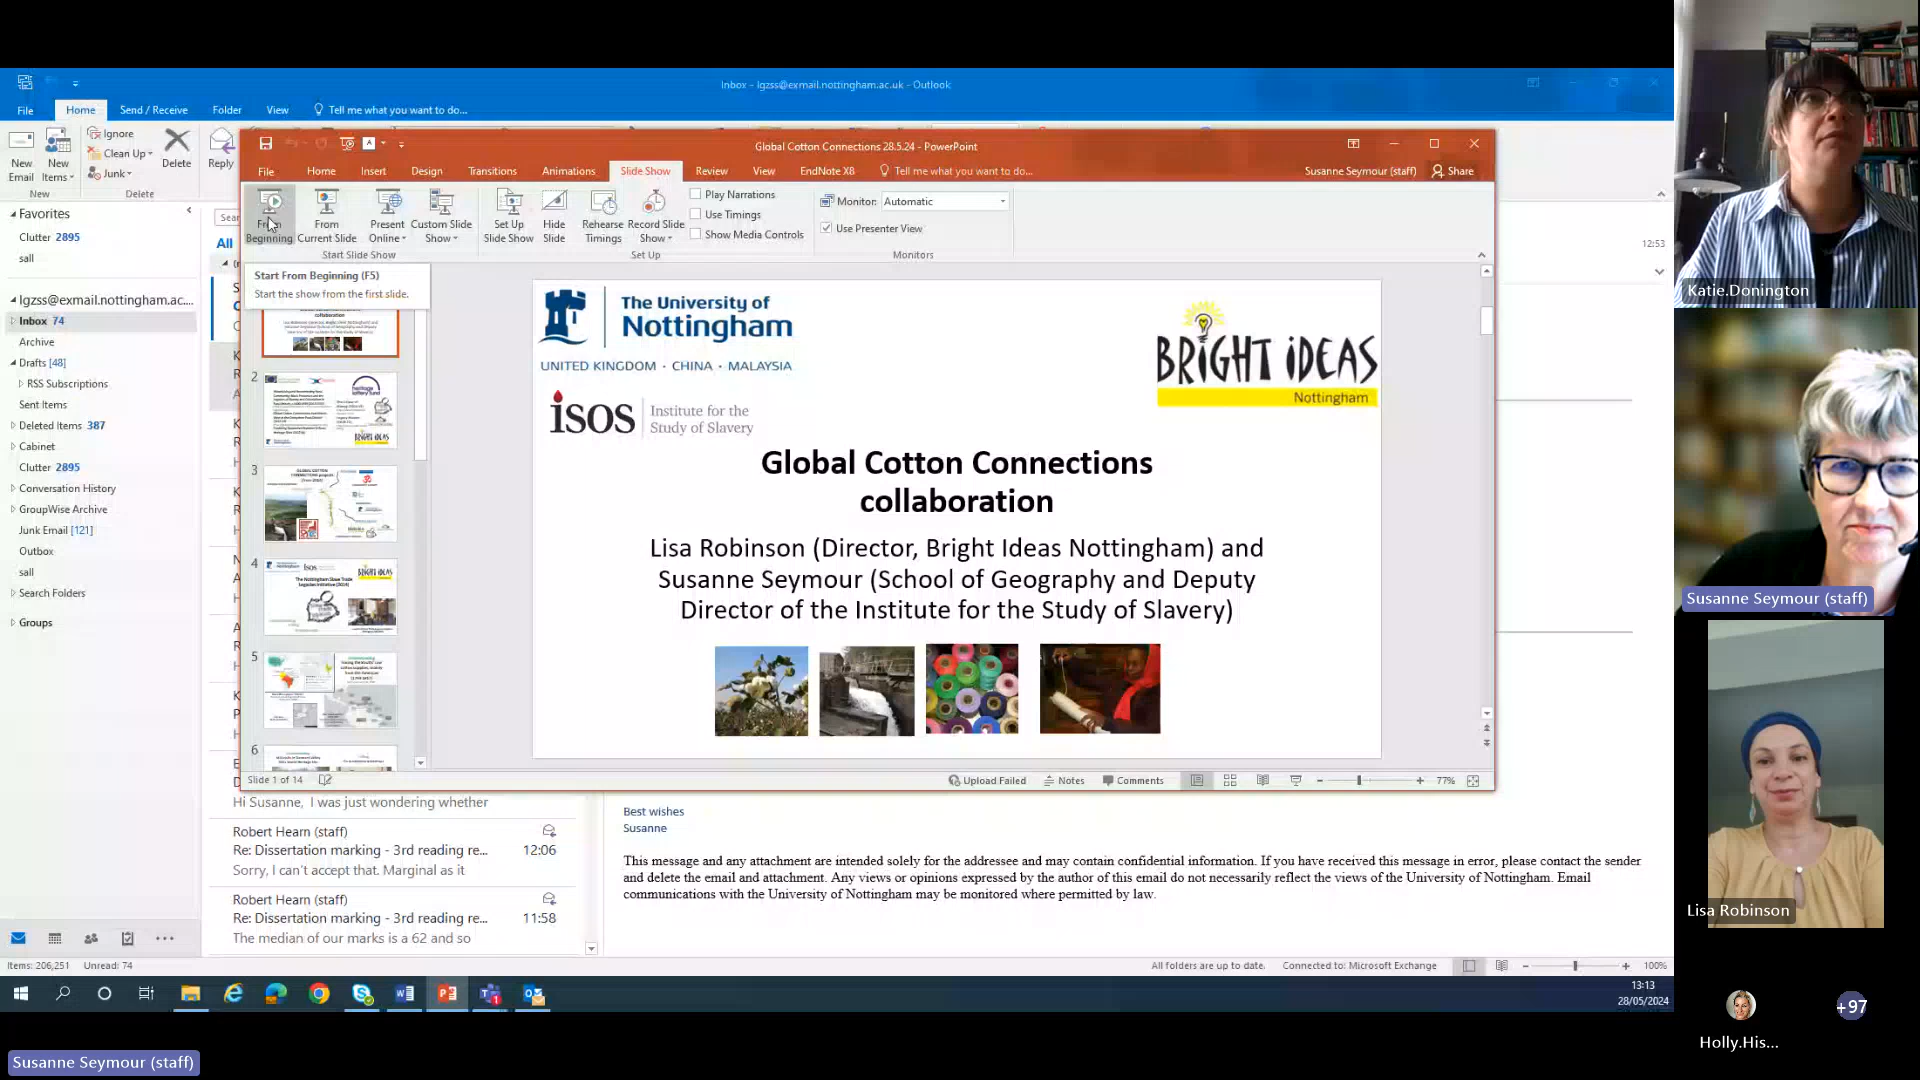 Inbox - lgzss@exmail.nottingham.ac.uk - Outlook
File
Home
Send / Receive
Folder
View
Tell me what you want to do...
New Email
New Items
Ignore
Clean Up
Junk
Delete
Reply
New
Delete
Favorites
Clutter 2895
sall
lgzss@exmail.nottingham.ac....
Inbox 74
Archive
Drafts [48]
RSS Subscriptions
Sent Items
Deleted Items 387
Cabinet
Clutter 2895
Conversation History
GroupWise Archive
Junk Email [121]
Outbox
sall
Search Folders
Groups
All
Global Cotton Connections 28.5.24 - PowerPoint
File
Home
Insert
Design
Transitions
Animations
Slide Show
Review
View
EndNote X8
Tell me what you want to do...
Susanne Seymour (staff)
Share
From Beginning
From Current Slide
Present Online
Custom Slide Show
Set Up Slide Show
Hide Slide
Rehearse Timings
Record Slide Show
Play Narrations
Use Timings
Show Media Controls
Monitor: Automatic
Use Presenter View
Start Slide Show
Set Up
Monitors
Start From Beginning (F5)
Start the show from the first slide.
2
3
4
5
6
The University of
Nottingham
UNITED KINGDOM · CHINA · MALAYSIA
isos
Institute for the
Study of Slavery
BRIGHT iDEAS
Nottingham
Global Cotton Connections
collaboration
Lisa Robinson (Director, Bright Ideas Nottingham) and
Susanne Seymour (School of Geography and Deputy
Director of the Institute for the Study of Slavery)
Slide 1 of 14
Upload Failed
Notes
Comments
77%
12:53
Hi Susanne, I was just wondering whether
Robert Hearn (staff)
Re: Dissertation marking - 3rd reading re... 12:06
Sorry, I can't accept that. Marginal as it
Robert Hearn (staff)
Re: Dissertation marking - 3rd reading re... 11:58
The median of our marks is a 62 and so
Best wishes
Susanne
This message and any attachment are intended solely for the addressee and may contain confidential information. If you have received this message in error, please contact the sender
and delete the email and attachment. Any views or opinions expressed by the author of this email do not necessarily reflect the views of the University of Nottingham. Email
communications with the University of Nottingham may be monitored where permitted by law.
Items: 206,251 Unread: 74
All folders are up to date.
Connected to: Microsoft Exchange
100%
13:13
28/05/2024
Katie.Donington
Susanne Seymour (staff)
Lisa Robinson
Holly.His...
+97
Susanne Seymour (staff)